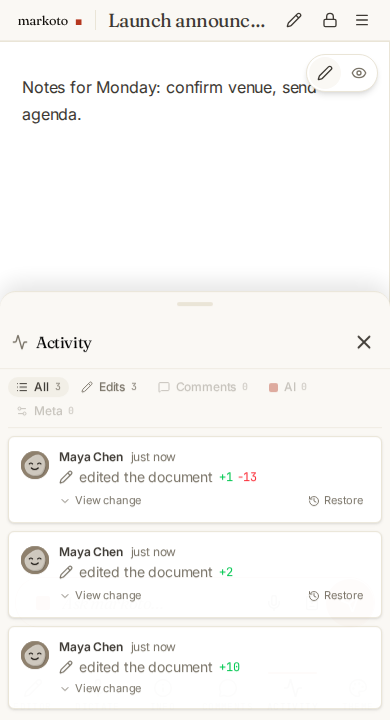 markoto
Launch announc...
Notes for Monday: confirm venue, send
agenda.
Activity
All 3 Edits 3 Comments 0 AI 0
Meta 0
Maya Chen just now
edited the document +1 -13
View change Restore
Maya Chen just now
edited the document +2
View change Restore
Maya Chen just now
edited the document +10
View change